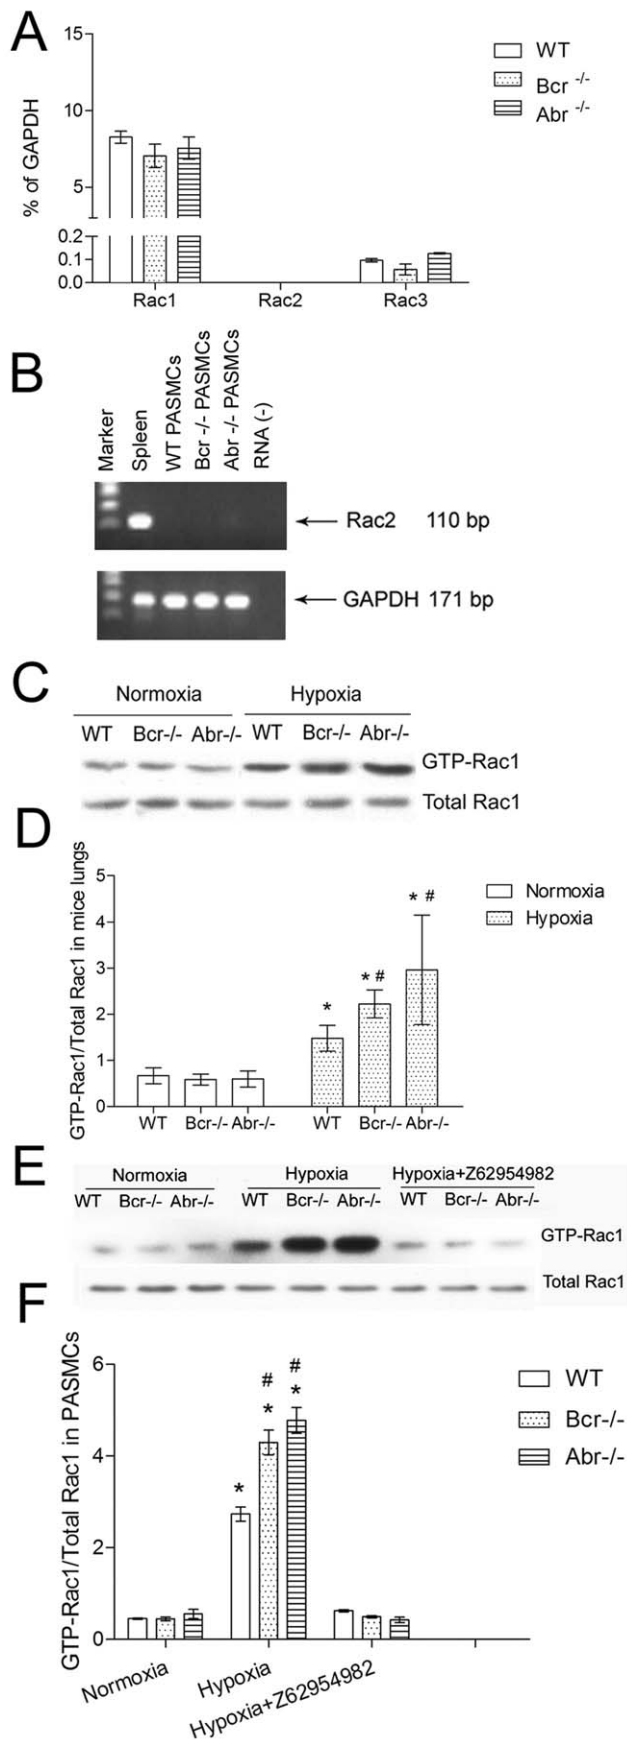 A
% of GAPDH
15
10
5
0.2
0.1
0.0
Rac1 Rac2 Rac3
WT
Bcr -/-
Abr -/-
B
Marker
Spleen
WT PASMCs
Bcr -/- PASMCs
Abr -/- PASMCs
RNA (-)
Rac2 110 bp
GAPDH 171 bp
C
Normoxia Hypoxia
WT Bcr-/- Abr-/- WT Bcr-/- Abr-/-
GTP-Rac1
Total Rac1
D
GTP-Rac1/Total Rac1 in mice lungs
5
4
3
2
1
0
*
* #
* #
WT Bcr-/- Abr-/- WT Bcr-/- Abr-/-
Normoxia
Hypoxia
E
Normoxia Hypoxia Hypoxia+Z62954982
WT Bcr-/- Abr-/- WT Bcr-/- Abr-/- WT Bcr-/- Abr-/-
GTP-Rac1
Total Rac1
F
GTP-Rac1/Total Rac1 in PASMCs
6
4
2
0
*
#
*
#
*
Normoxia
Hypoxia
Hypoxia+Z62954982
WT
Bcr-/-
Abr-/-